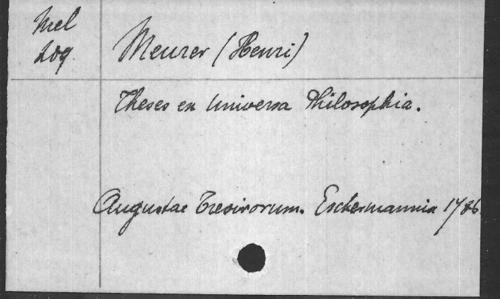 Mel
209
Meurer (Henri)
Theses ex Universa Philosophia.
Augustae Trevirorum. Eschermannia 1786